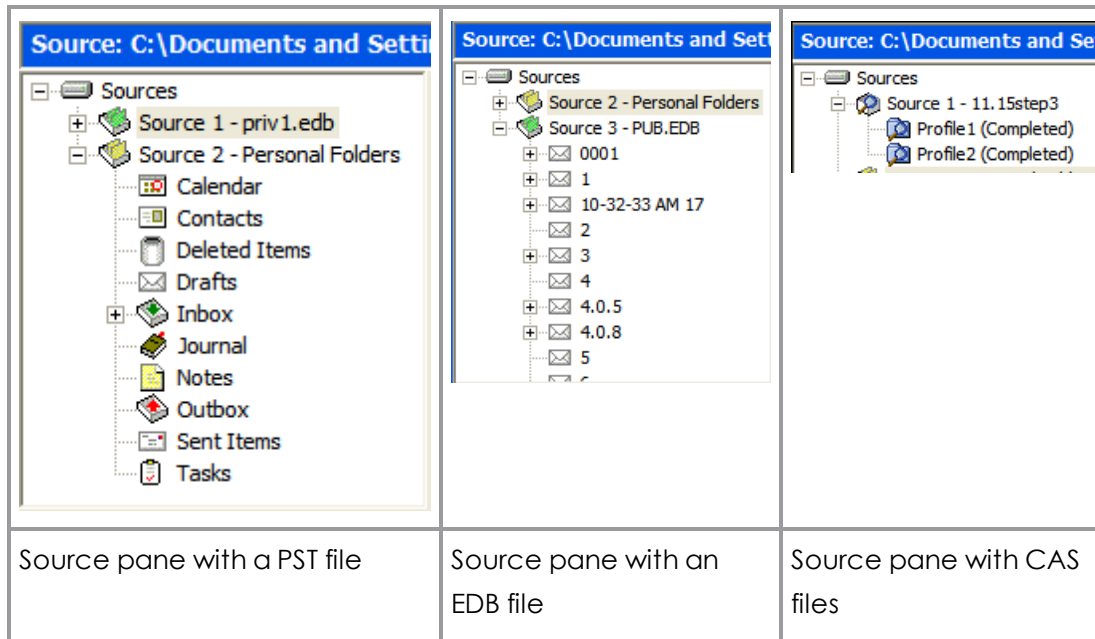 Source: C:\Documents and Setti
Sources
Source 1 - priv1.edb
Source 2 - Personal Folders
Calendar
Contacts
Deleted Items
Drafts
Inbox
Journal
Notes
Outbox
Sent Items
Tasks
Source pane with a PST file
Source: C:\Documents and Sett
Sources
Source 2 - Personal Folders
Source 3 - PUB.EDB
0001
1
10-32-33 AM 17
2
3
4
4.0.5
4.0.8
5
Source pane with an
EDB file
Source: C:\Documents and Se
Sources
Source 1 - 11.15step3
Profile1 (Completed)
Profile2 (Completed)
Source pane with CAS
files